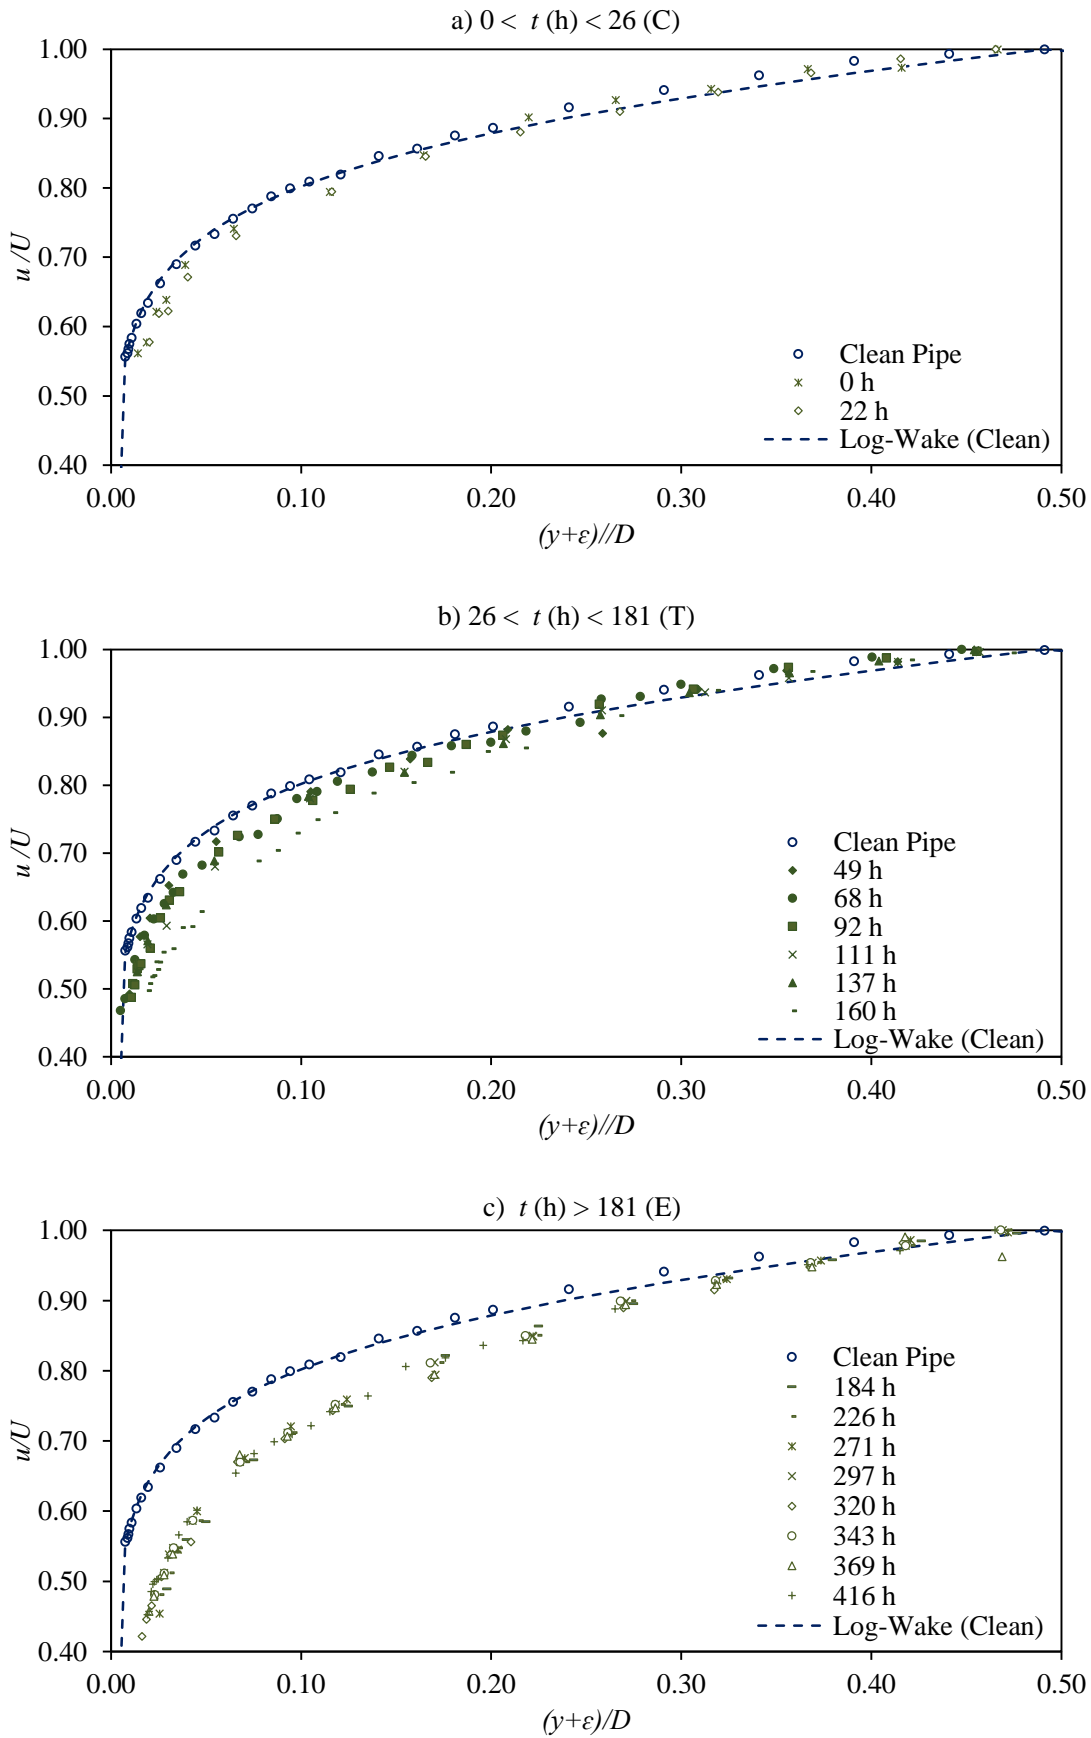 a) 0 < t (h) < 26 (C)
1.00
0.90
0.80
0.70
0.60
0.50
0.40
u /U
Clean Pipe
0 h
22 h
Log-Wake (Clean)
0.00 0.10 0.20 0.30 0.40 0.50
(y+ε)//D
b) 26 < t (h) < 181 (T)
1.00
0.90
0.80
0.70
0.60
0.50
0.40
u /U
Clean Pipe
49 h
68 h
92 h
111 h
137 h
160 h
Log-Wake (Clean)
0.00 0.10 0.20 0.30 0.40 0.50
(y+ε)//D
c) t (h) > 181 (E)
1.00
0.90
0.80
0.70
0.60
0.50
0.40
u/U
Clean Pipe
184 h
226 h
271 h
297 h
320 h
343 h
369 h
416 h
Log-Wake (Clean)
0.00 0.10 0.20 0.30 0.40 0.50
(y+ε)/D